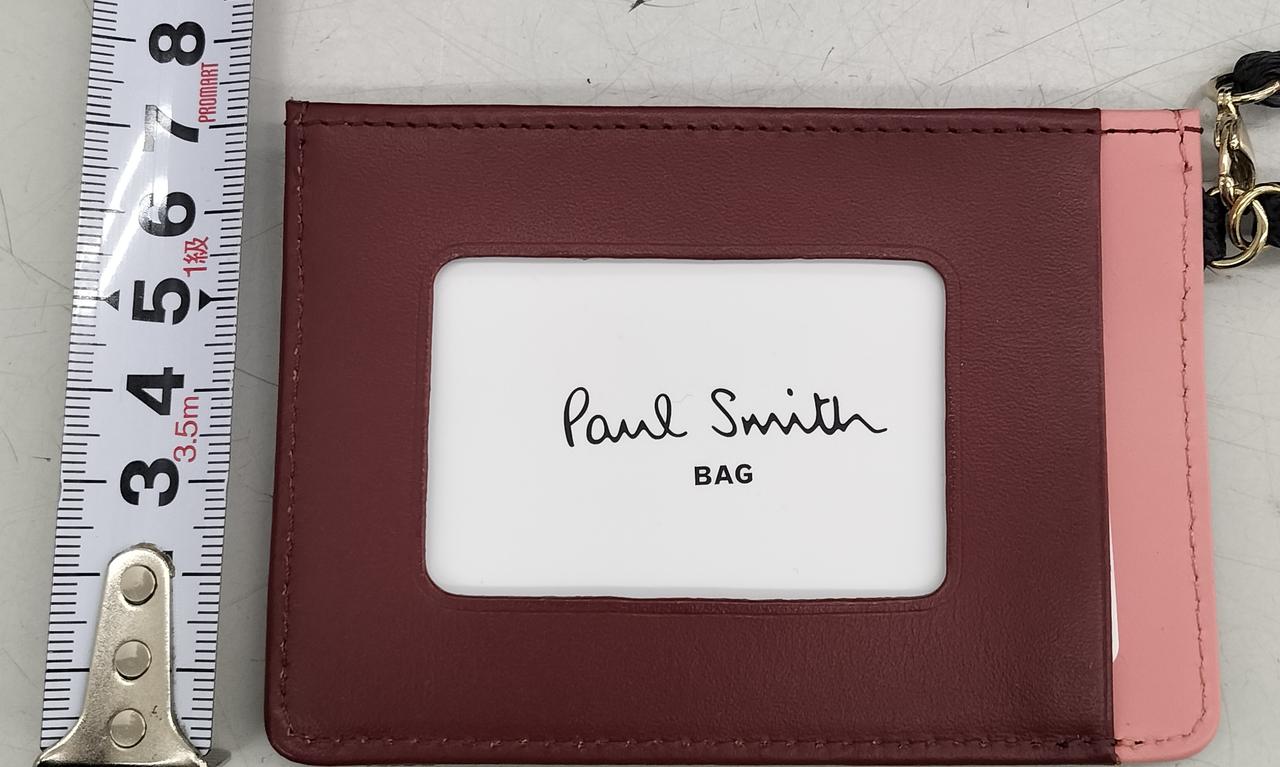 8
PROMART
7
6
1級
5
4
3.5m
3
Paul Smith
BAG